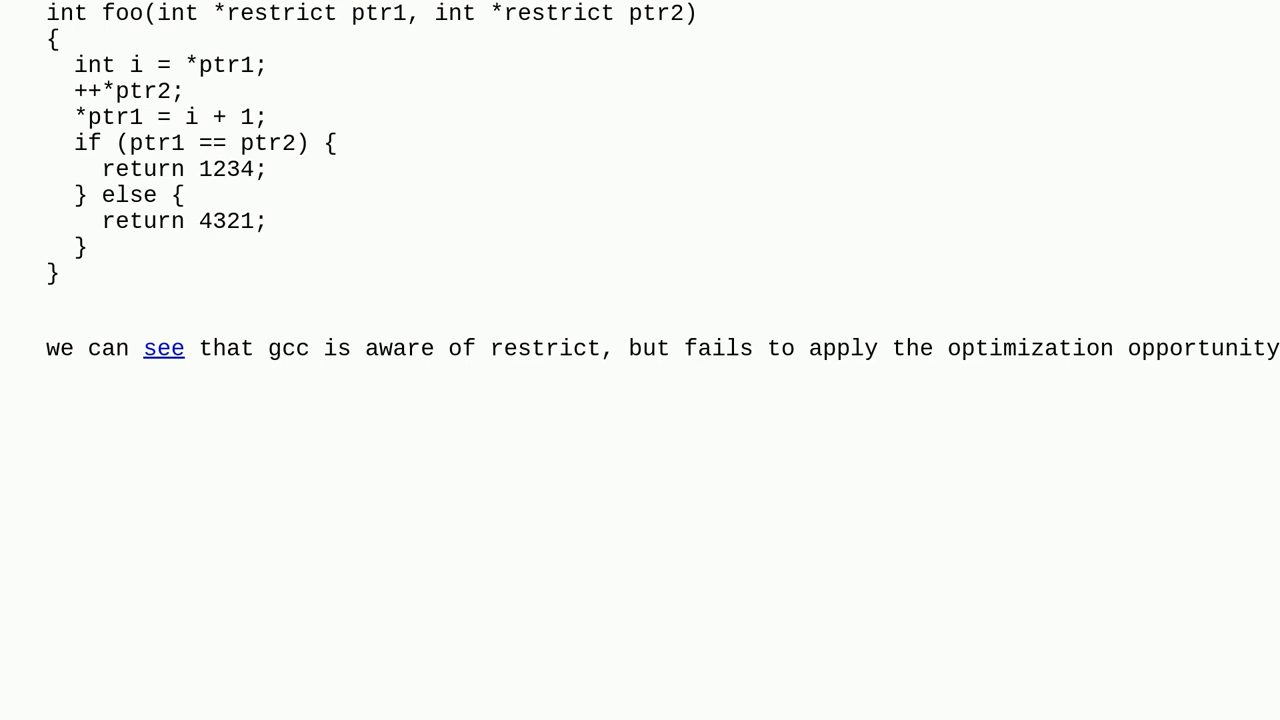 int foo(int *restrict ptr1, int *restrict ptr2)
{
  int i = *ptr1;
  ++*ptr2;
  *ptr1 = i + 1;
  if (ptr1 == ptr2) {
    return 1234;
  } else {
    return 4321;
  }
}
we can see that gcc is aware of restrict, but fails to apply the optimization opportunity